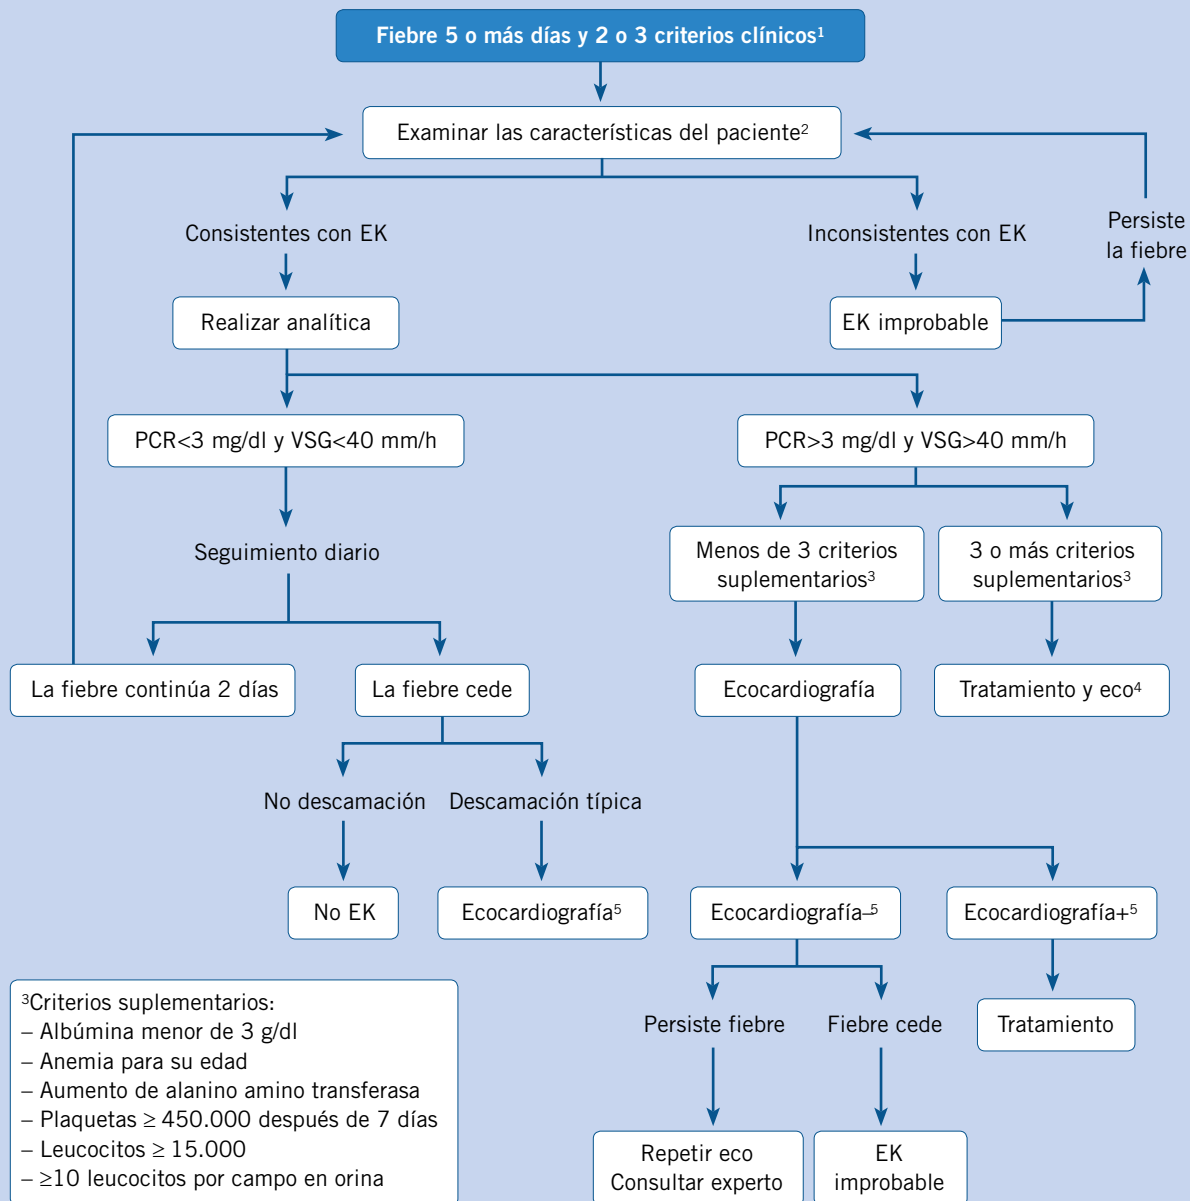 Fiebre 5 o más días y 2 o 3 criterios clínicos¹
Examinar las características del paciente²
Consistentes con EK
Inconsistentes con EK
Persiste
la fiebre
Realizar analítica
EK improbable
PCR<3 mg/dl y VSG<40 mm/h
PCR>3 mg/dl y VSG>40 mm/h
Seguimiento diario
Menos de 3 criterios
suplementarios³
3 o más criterios
suplementarios³
La fiebre continúa 2 días
La fiebre cede
Ecocardiografía
Tratamiento y eco⁴
No descamación
Descamación típica
No EK
Ecocardiografía⁵
Ecocardiografía–⁵
Ecocardiografía+⁵
Persiste fiebre
Fiebre cede
Tratamiento
Repetir eco
Consultar experto
EK
improbable
³Criterios suplementarios:
– Albúmina menor de 3 g/dl
– Anemia para su edad
– Aumento de alanino amino transferasa
– Plaquetas ≥ 450.000 después de 7 días
– Leucocitos ≥ 15.000
– ≥10 leucocitos por campo en orina